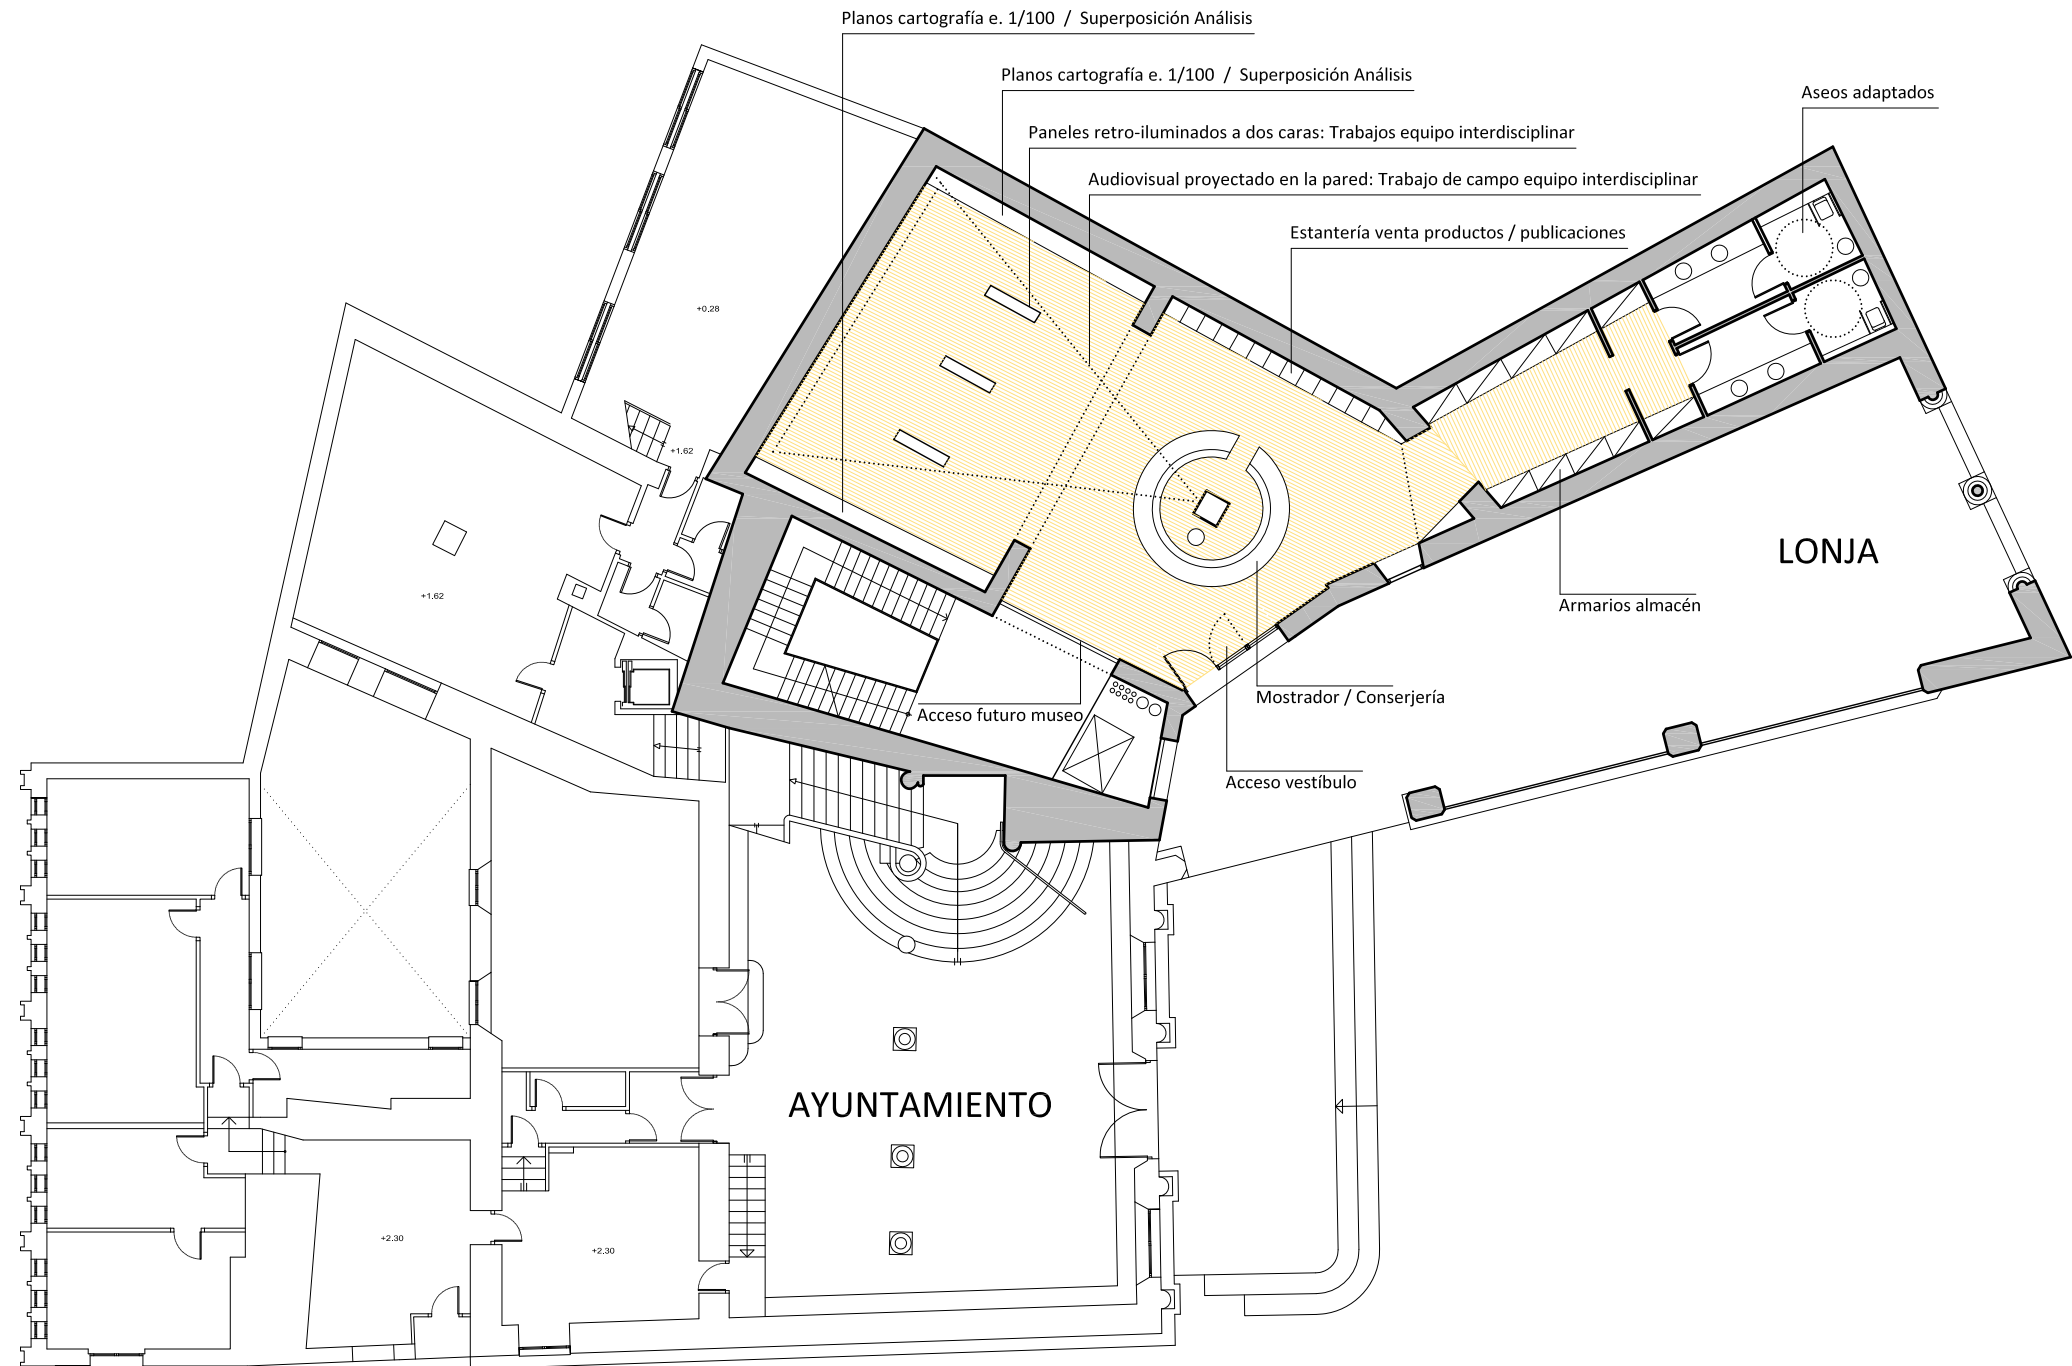 Planos cartografía e. 1/100 / Superposición Análisis
Planos cartografía e. 1/100 / Superposición Análisis
Aseos adaptados
Paneles retro-iluminados a dos caras: Trabajos equipo interdisciplinar
Audiovisual proyectado en la pared: Trabajo de campo equipo interdisciplinar
Estantería venta productos / publicaciones
+0.28
+1.62
LONJA
+1.62
Armarios almacén
Mostrador / Conserjería
Acceso futuro museo
Acceso vestíbulo
AYUNTAMIENTO
+2.30
+2.30